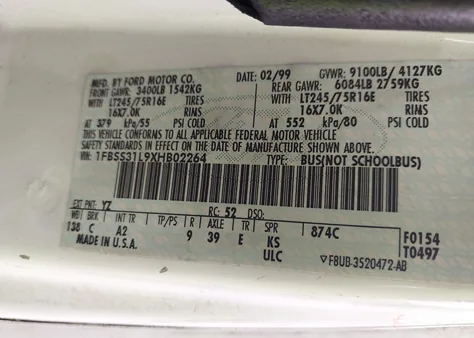 MFD. BY FORD MOTOR CO.
DATE: 02/99 GVWR: 9100LB/ 4127KG
FRONT GAWR: 3400LB 1542KG REAR GAWR: 6084LB 2759KG
WITH LT245/75R16E TIRES WITH LT245/75R16E TIRES
16X7.0K RIMS 16X7.0K RIMS
AT 379 kPa/55 PSI COLD AT 552 kPa/80 PSI COLD
THIS VEHICLE CONFORMS TO ALL APPLICABLE FEDERAL MOTOR VEHICLE
SAFETY STANDARDS IN EFFECT ON THE DATE OF MANUFACTURE SHOWN ABOVE.
VIN: 1FBSS31L9XHB02264 TYPE: BUS(NOT SCHOOLBUS)
EXT PNT: YZ RC: 52 DSO:
WB BRK INT TR TP/PS R AXLE TR SPR 874C F0154
138 C A2 9 39 E KS T0497
MADE IN U.S.A. ULC ▽F8UB-3520472-AB